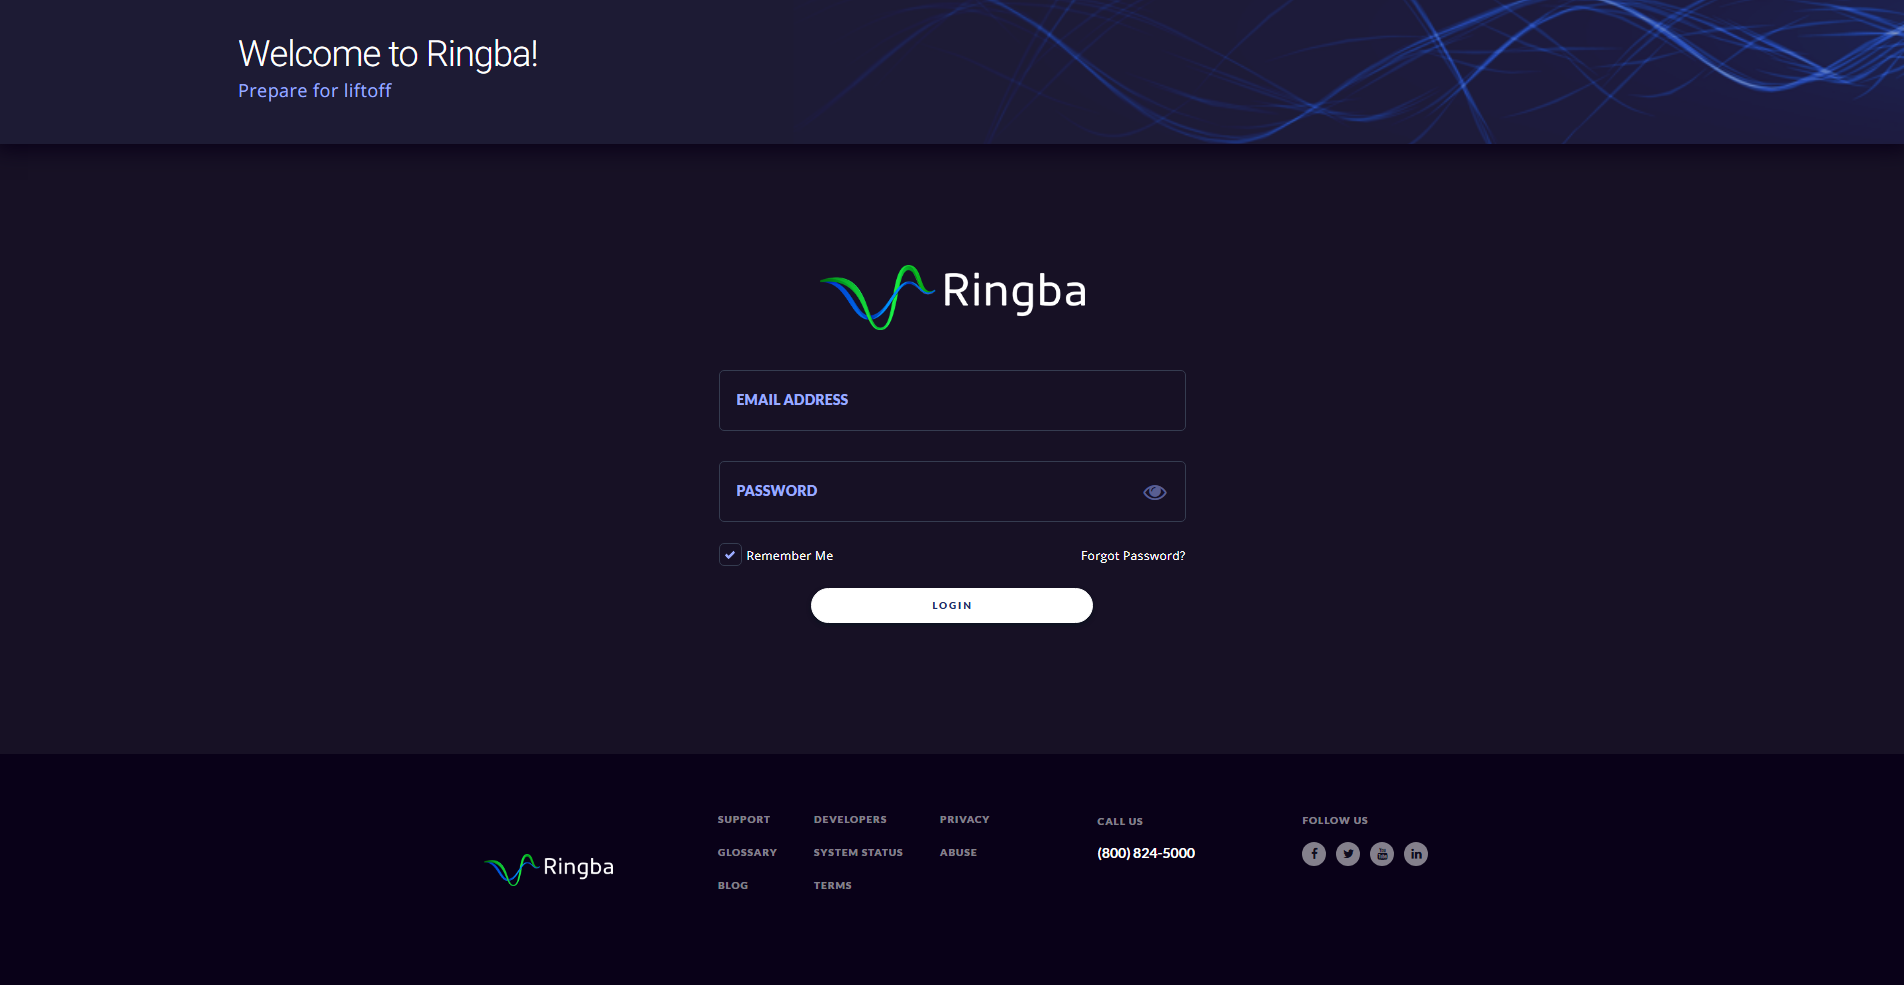 Welcome to Ringba!
Prepare for liftoff
Ringba
EMAIL ADDRESS
PASSWORD
Remember Me
Forgot Password?
LOGIN
Ringba
SUPPORT
GLOSSARY
BLOG
DEVELOPERS
SYSTEM STATUS
TERMS
PRIVACY
ABUSE
CALL US
(800) 824-5000
FOLLOW US